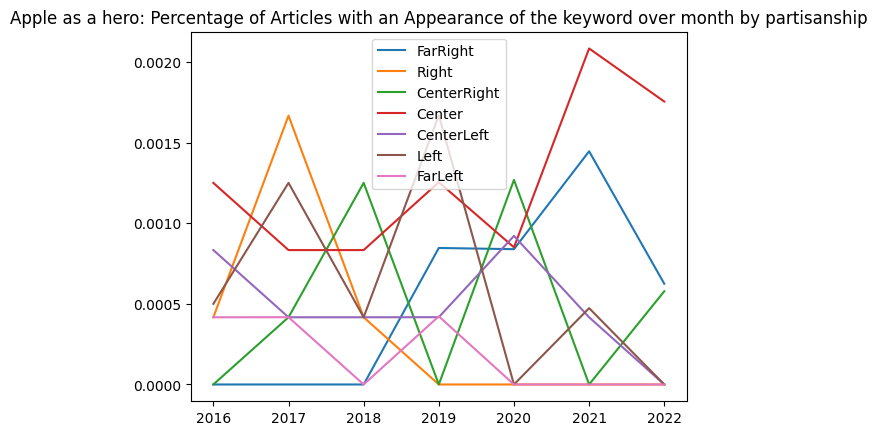 Apple as a hero: Percentage of Articles with an Appearance of the keyword over month by partisanship
0.0020
0.0015
0.0010
0.0005
0.0000
FarRight
Right
CenterRight
Center
CenterLeft
Left
FarLeft
2016 2017 2018 2019 2020 2021 2022